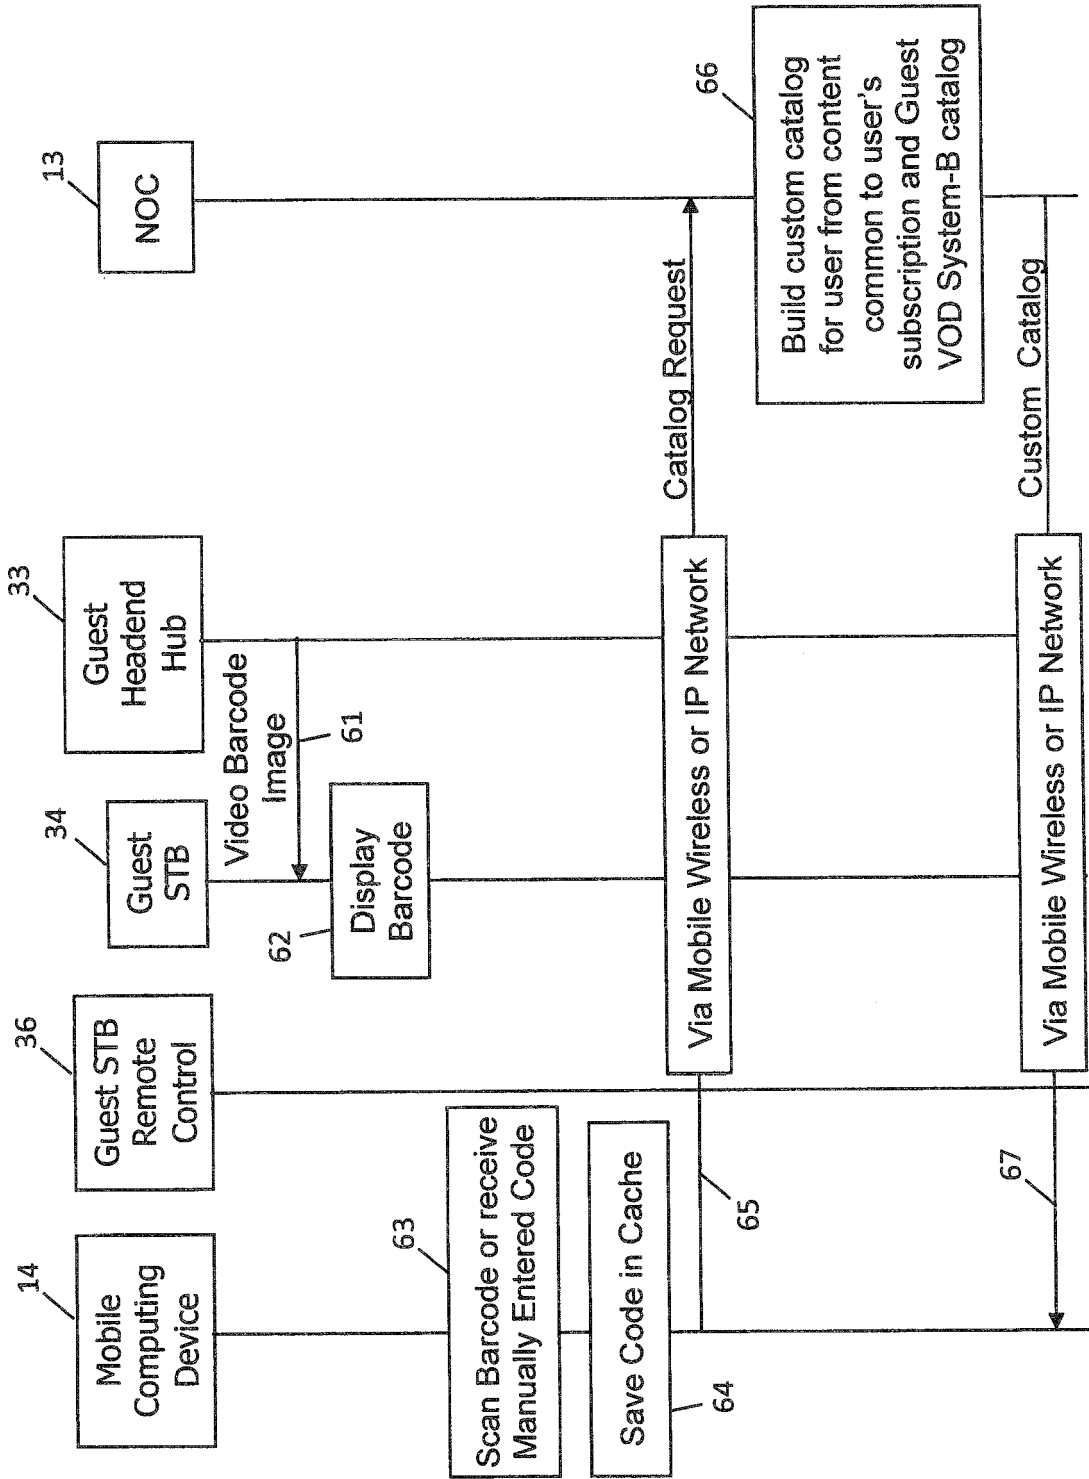 14
Mobile
Computing
Device
36
Guest STB
Remote
Control
34
Guest
STB
33
Guest
Headend
Hub
13
NOC
Video Barcode
Image
61
62
Display
Barcode
63
Scan Barcode or receive
Manually Entered Code
64
Save Code in Cache
65
Via Mobile Wireless or IP Network
Catalog Request
66
Build custom catalog
for user from content
common to user's
subscription and Guest
VOD System-B catalog
67
Via Mobile Wireless or IP Network
Custom Catalog